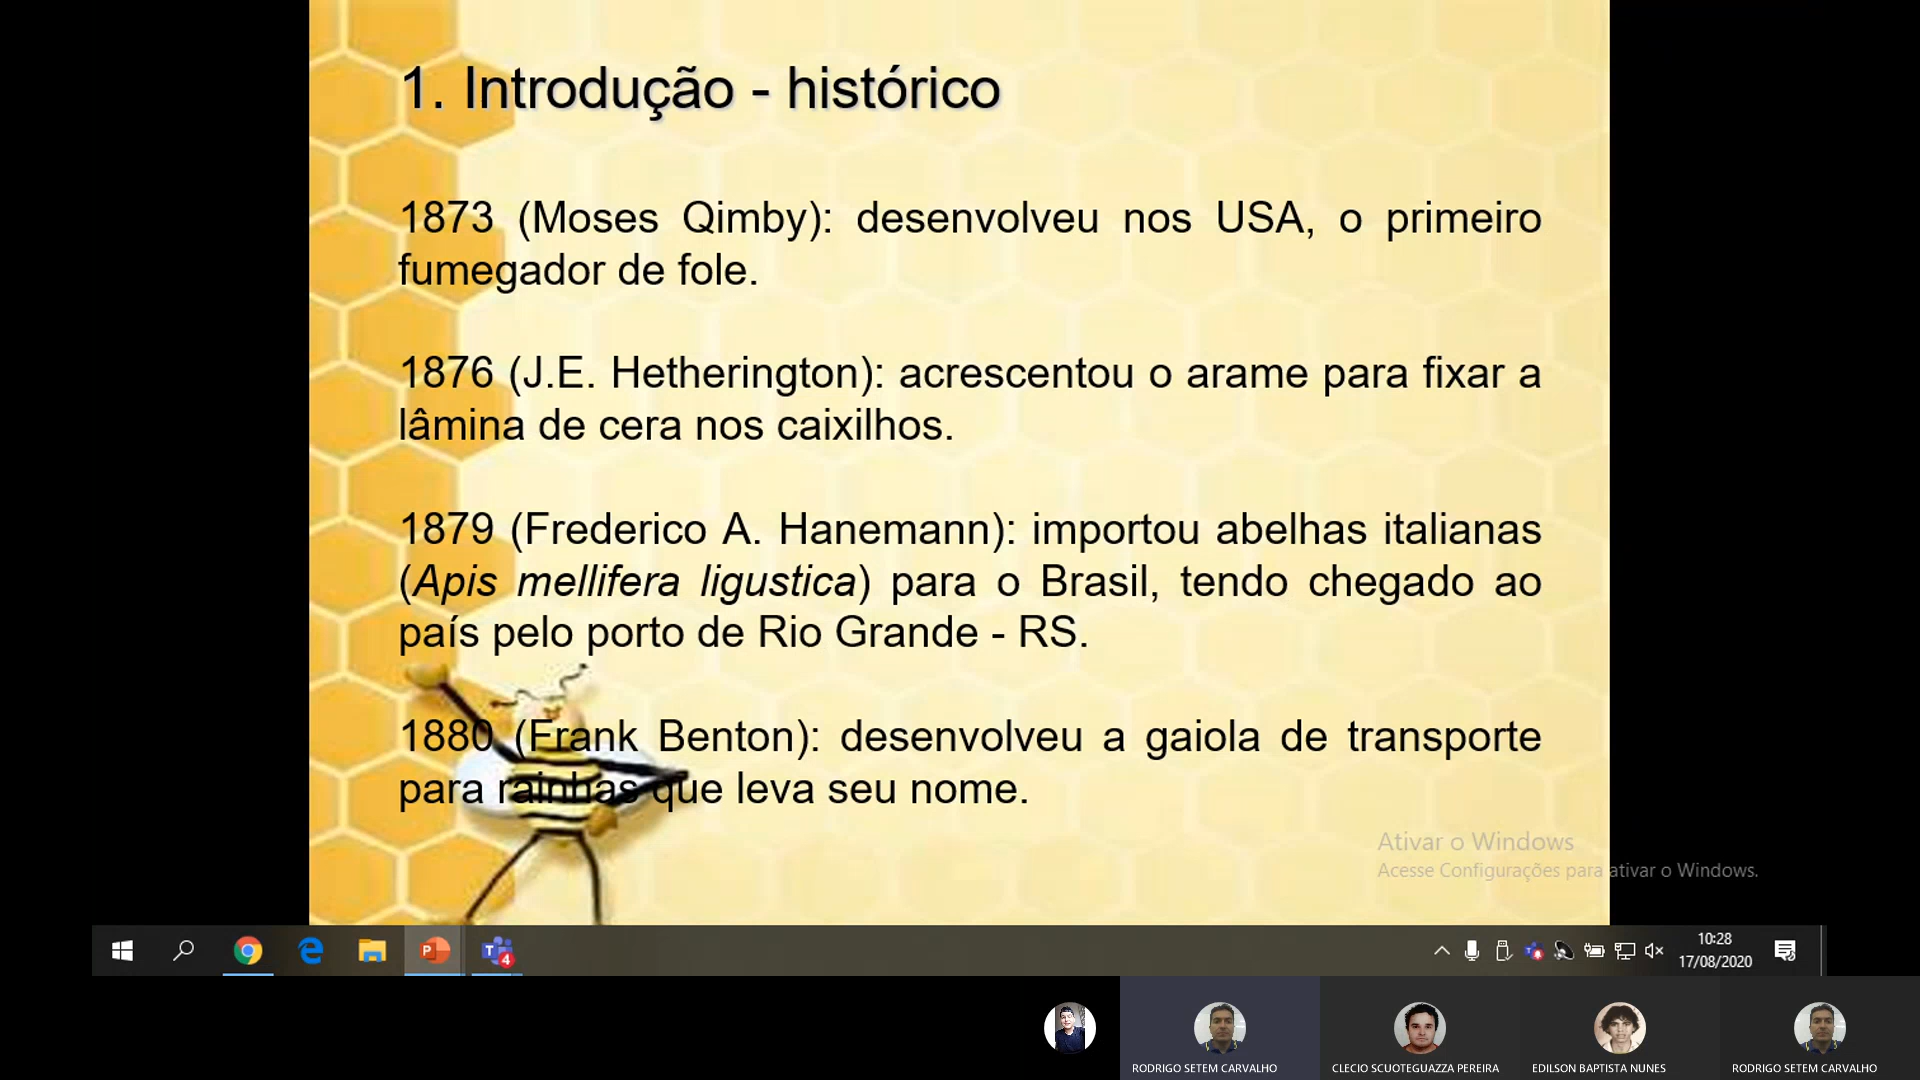 1. Introdução - histórico
1873 (Moses Qimby): desenvolveu nos USA, o primeiro
fumegador de fole.
1876 (J.E. Hetherington): acrescentou o arame para fixar a
lâmina de cera nos caixilhos.
1879 (Frederico A. Hanemann): importou abelhas italianas
(Apis mellifera ligustica) para o Brasil, tendo chegado ao
país pelo porto de Rio Grande - RS.
1880 (Frank Benton): desenvolveu a gaiola de transporte
para rainhas que leva seu nome.
Ativar o Windows
Acesse Configurações para ativar o Windows.
P
T
4
10:28
17/08/2020
RODRIGO SETEM CARVALHO
CLECIO SCUOTEGUAZZA PEREIRA
EDILSON BAPTISTA NUNES
RODRIGO SETEM CARVALHO